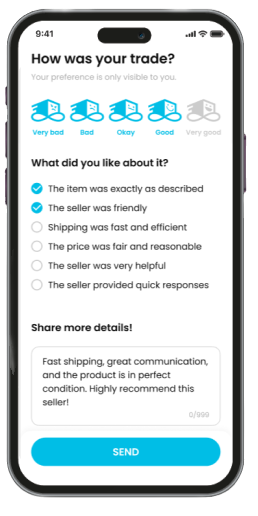 9:41
How was your trade?
Your preference is only visible to you.
Very bad Bad Okay Good Very good
What did you like about it?
The item was exactly as described
The seller was friendly
Shipping was fast and efficient
The price was fair and reasonable
The seller was very helpful
The seller provided quick responses
Share more details!
Fast shipping, great communication,
and the product is in perfect
condition. Highly recommend this
seller!
0/999
SEND